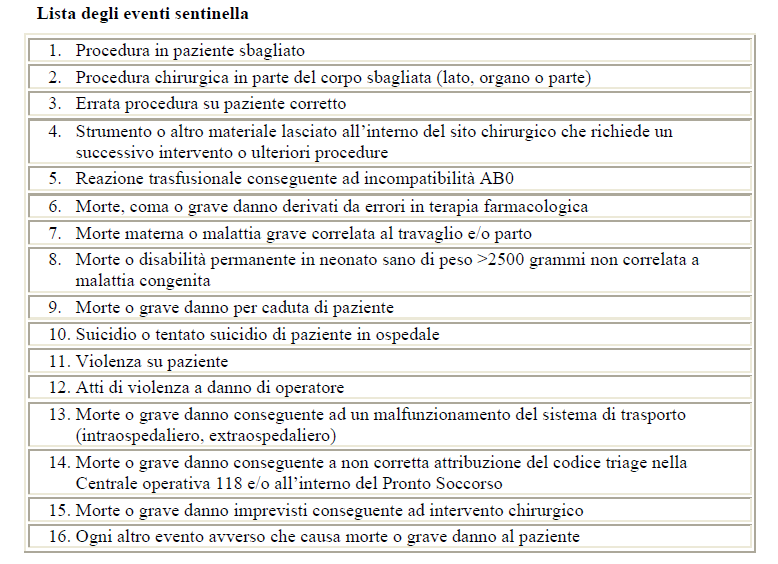 Lista degli eventi sentinella
1. Procedura in paziente sbagliato
2. Procedura chirurgica in parte del corpo sbagliata (lato, organo o parte)
3. Errata procedura su paziente corretto
4. Strumento o altro materiale lasciato all’interno del sito chirurgico che richiede un
successivo intervento o ulteriori procedure
5. Reazione trasfusionale conseguente ad incompatibilità AB0
6. Morte, coma o grave danno derivati da errori in terapia farmacologica
7. Morte materna o malattia grave correlata al travaglio e/o parto
8. Morte o disabilità permanente in neonato sano di peso >2500 grammi non correlata a
malattia congenita
9. Morte o grave danno per caduta di paziente
10. Suicidio o tentato suicidio di paziente in ospedale
11. Violenza su paziente
12. Atti di violenza a danno di operatore
13. Morte o grave danno conseguente ad un malfunzionamento del sistema di trasporto
(intraospedaliero, extraospedaliero)
14. Morte o grave danno conseguente a non corretta attribuzione del codice triage nella
Centrale operativa 118 e/o all’interno del Pronto Soccorso
15. Morte o grave danno imprevisti conseguente ad intervento chirurgico
16. Ogni altro evento avverso che causa morte o grave danno al paziente